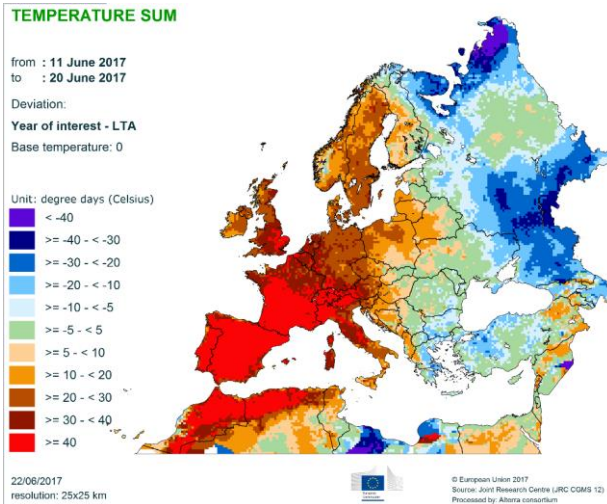 TEMPERATURE SUM
from : 11 June 2017
to : 20 June 2017
Deviation:
Year of interest - LTA
Base temperature: 0
Unit: degree days (Celsius)
< -40
>= -40 - < -30
>= -30 - < -20
>= -20 - < -10
>= -10 - < -5
>= -5 - < 5
>= 5 - < 10
>= 10 - < 20
>= 20 - < 30
>= 30 - < 40
>= 40
22/06/2017
resolution: 25x25 km
European
Commission
© European Union 2017
Source: Joint Research Centre (JRC CGMS 12)
Processed by: Alterra consortium